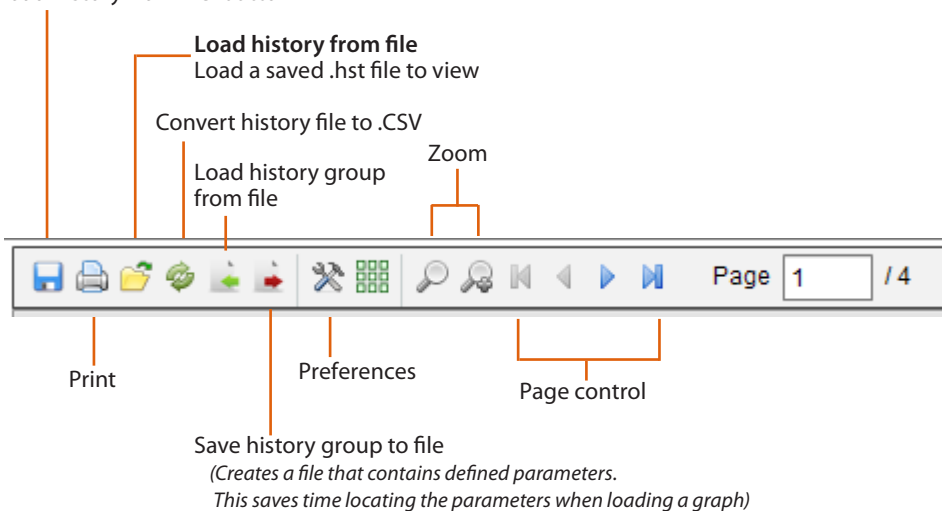 Load history from file
Load a saved .hst file to view
Convert history file to .CSV
Zoom
Load history group
from file
Page 1 / 4
Print
Preferences
Page control
Save history group to file
(Creates a file that contains defined parameters.
This saves time locating the parameters when loading a graph)